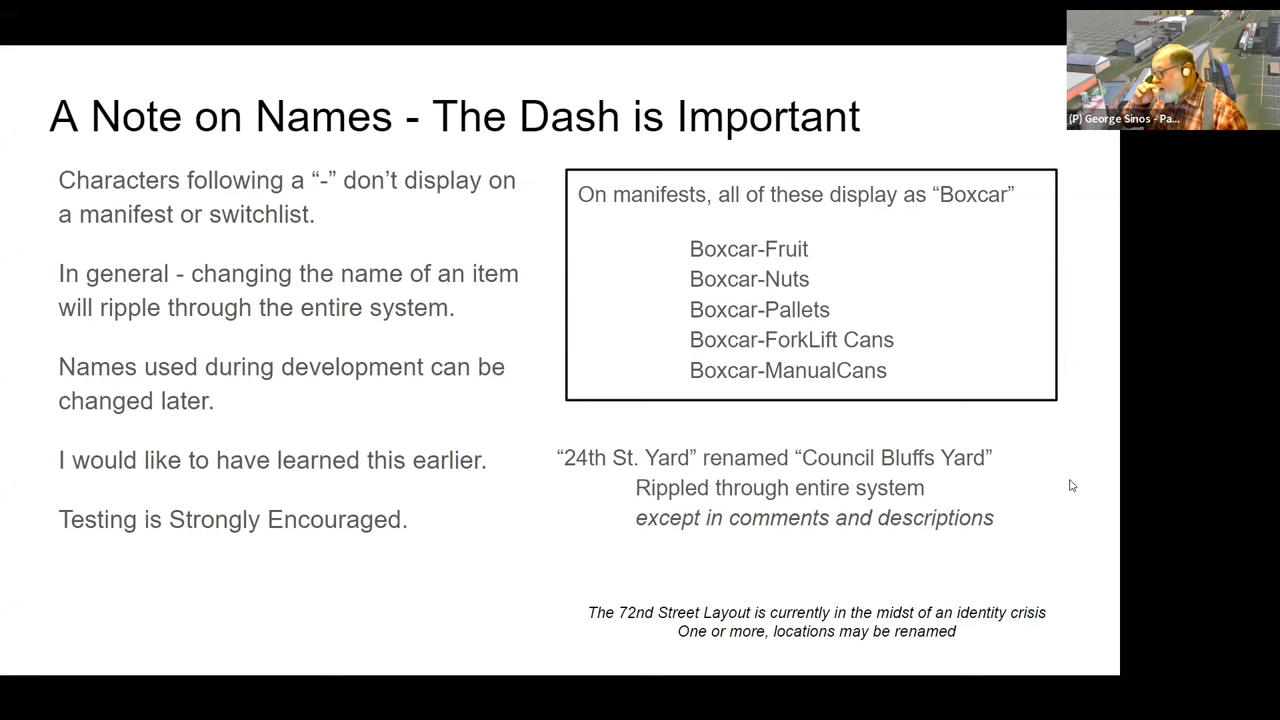 A Note on Names - The Dash is Important
Characters following a “-” don’t display on
a manifest or switchlist.
In general - changing the name of an item
will ripple through the entire system.
Names used during development can be
changed later.
I would like to have learned this earlier.
Testing is Strongly Encouraged.
On manifests, all of these display as “Boxcar”
Boxcar-Fruit
Boxcar-Nuts
Boxcar-Pallets
Boxcar-ForkLift Cans
Boxcar-ManualCans
“24th St. Yard” renamed “Council Bluffs Yard”
Rippled through entire system
except in comments and descriptions
The 72nd Street Layout is currently in the midst of an identity crisis
One or more, locations may be renamed
(P) George Sinos - Pa...